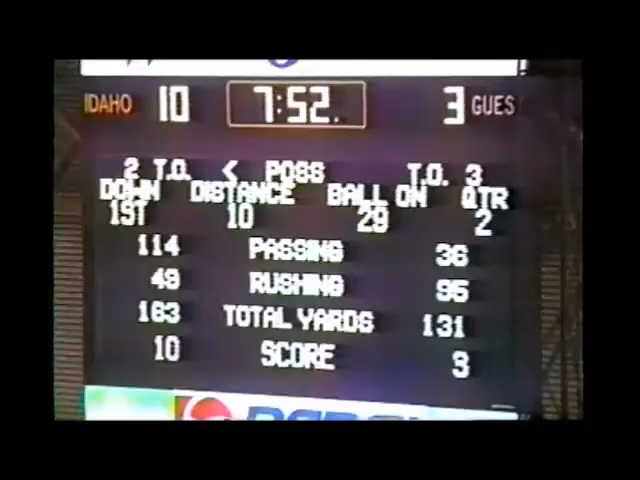 IDAHO 10 7:52. 3 GUES
2 T.O. < POSS T.O. 3
DOWN DISTANCE BALL ON QTR
1ST 10 29 2
114 PASSING 36
49 RUSHING 95
163 TOTAL YARDS 131
10 SCORE 3